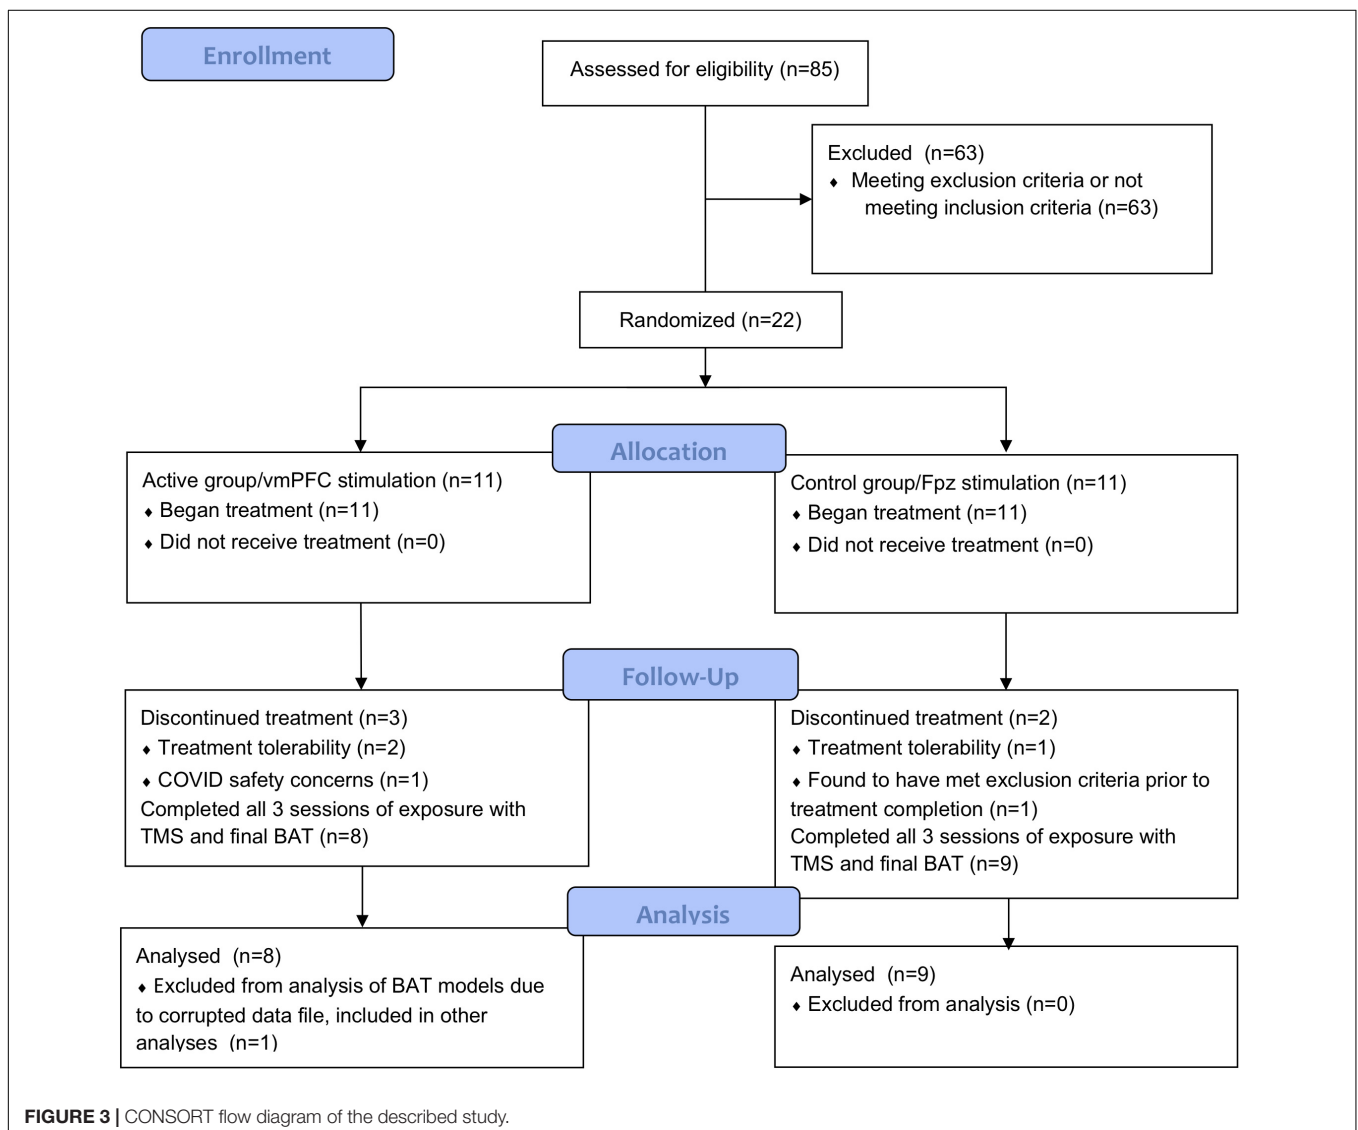 Enrollment
Assessed for eligibility (n=85)
Excluded (n=63)
♦ Meeting exclusion criteria or not
meeting inclusion criteria (n=63)
Randomized (n=22)
Allocation
Active group/vmPFC stimulation (n=11)
♦ Began treatment (n=11)
♦ Did not receive treatment (n=0)
Control group/Fpz stimulation (n=11)
♦ Began treatment (n=11)
♦ Did not receive treatment (n=0)
Follow-Up
Discontinued treatment (n=3)
♦ Treatment tolerability (n=2)
♦ COVID safety concerns (n=1)
Completed all 3 sessions of exposure with
TMS and final BAT (n=8)
Discontinued treatment (n=2)
♦ Treatment tolerability (n=1)
♦ Found to have met exclusion criteria prior to
treatment completion (n=1)
Completed all 3 sessions of exposure with
TMS and final BAT (n=9)
Analysis
Analysed (n=8)
♦ Excluded from analysis of BAT models due
to corrupted data file, included in other
analyses (n=1)
Analysed (n=9)
♦ Excluded from analysis (n=0)
FIGURE 3 | CONSORT flow diagram of the described study.